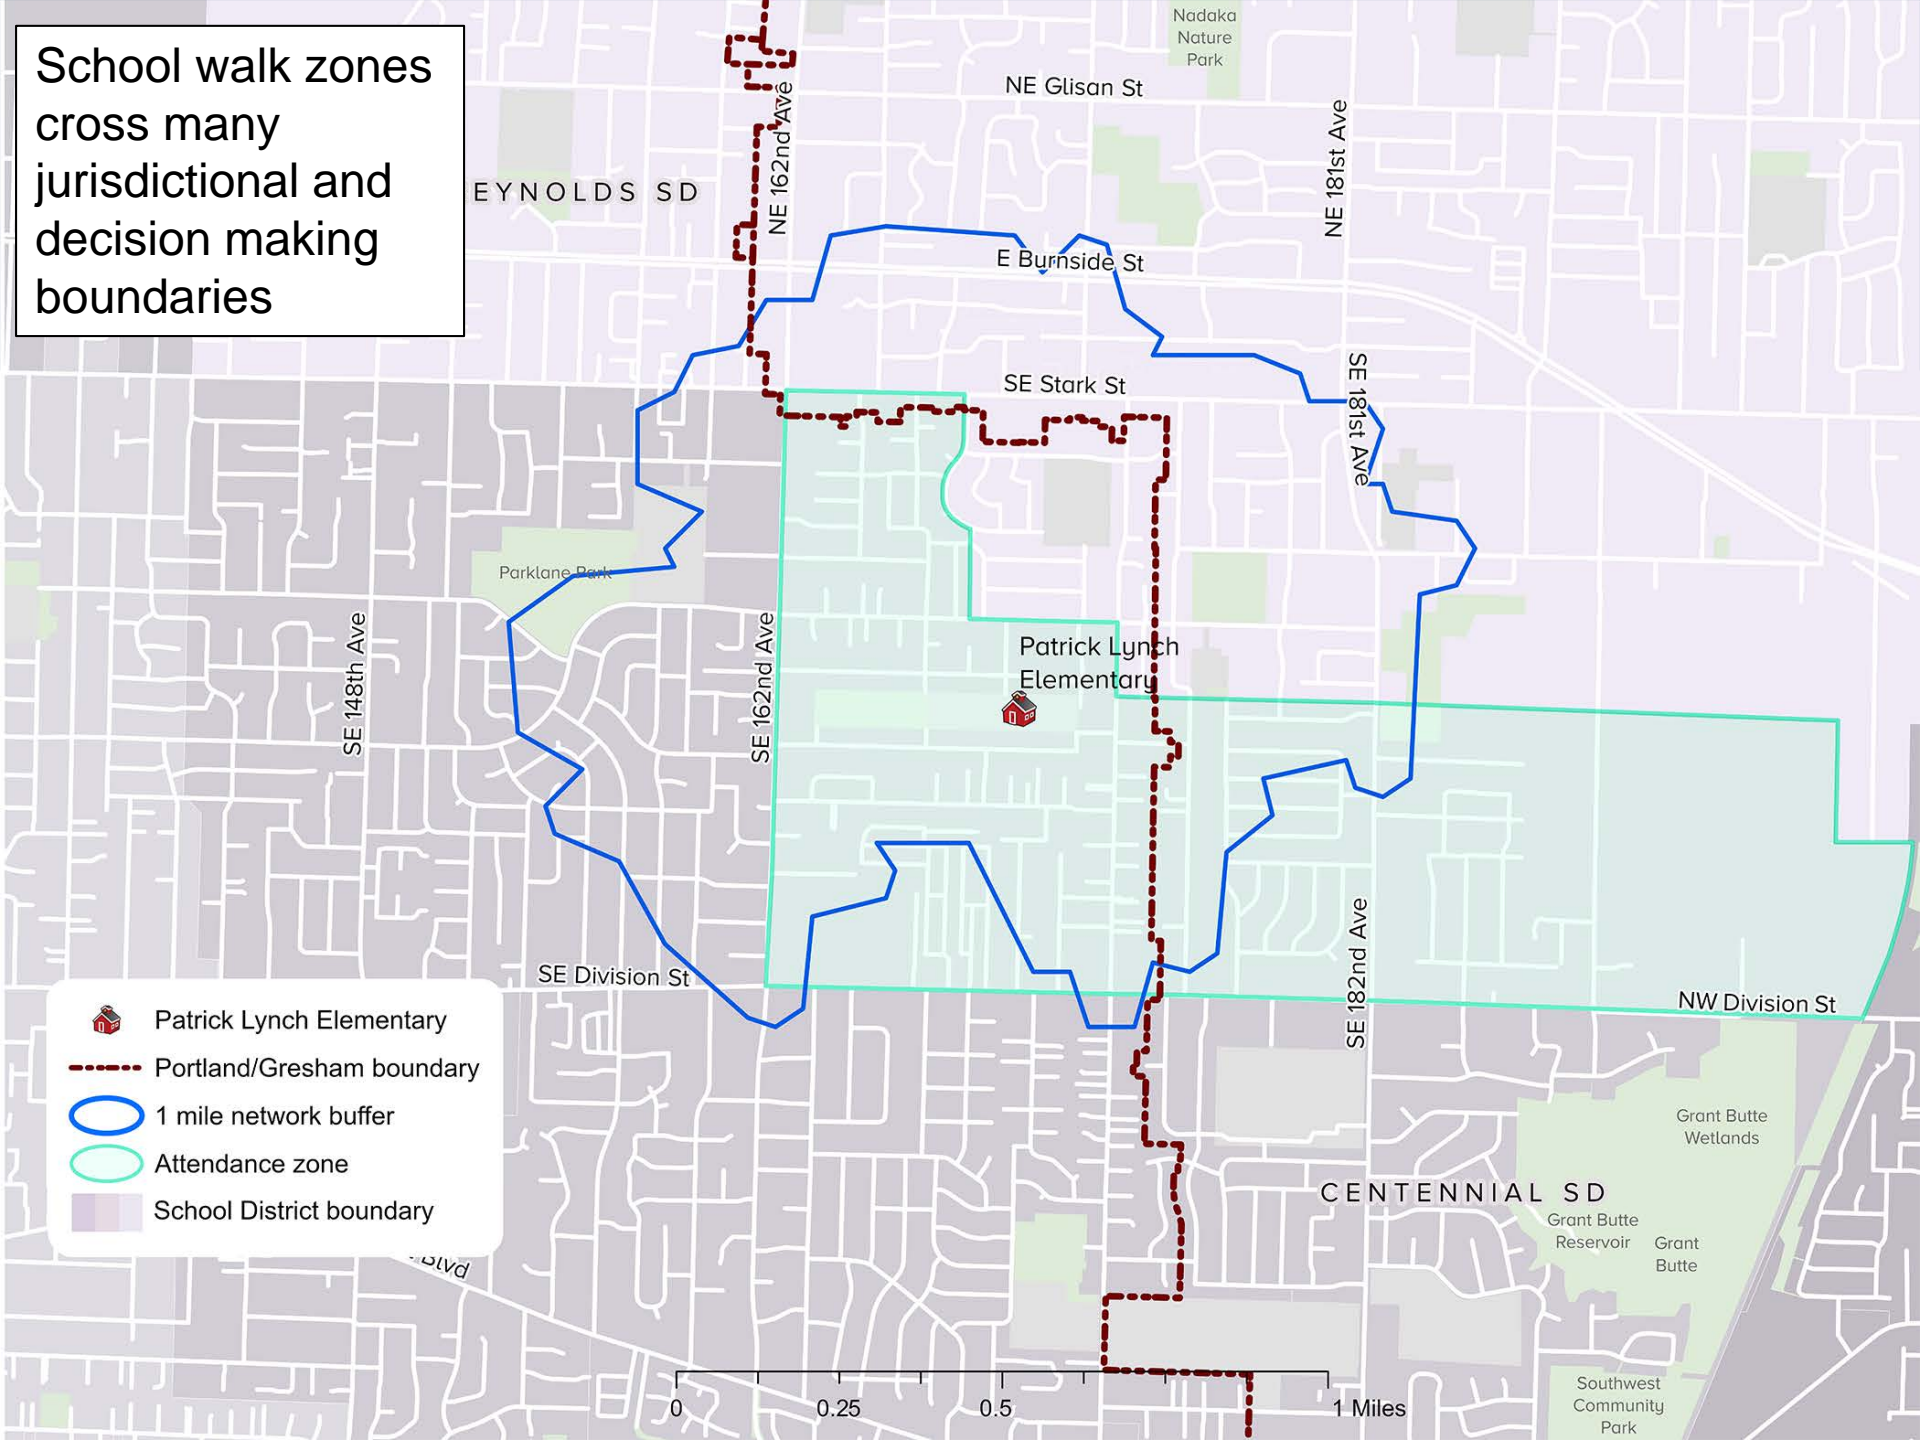 School walk zones
cross many
jurisdictional and
decision making
boundaries
Nadaka
Nature
Park
NE Glisan St
NE 162nd Ave
NE 181st Ave
EYNOLDS SD
E Burnside St
SE Stark St
SE 181st Ave
Parklane Park
SE 148th Ave
SE 162nd Ave
Patrick Lynch
Elementary
SE Division St
SE 182nd Ave
NW Division St
Patrick Lynch Elementary
Portland/Gresham boundary
1 mile network buffer
Attendance zone
School District boundary
Blvd
Grant Butte
Wetlands
CENTENNIAL SD
Grant Butte
Reservoir
Grant
Butte
Southwest
Community
Park
0 0.25 0.5 1 Miles